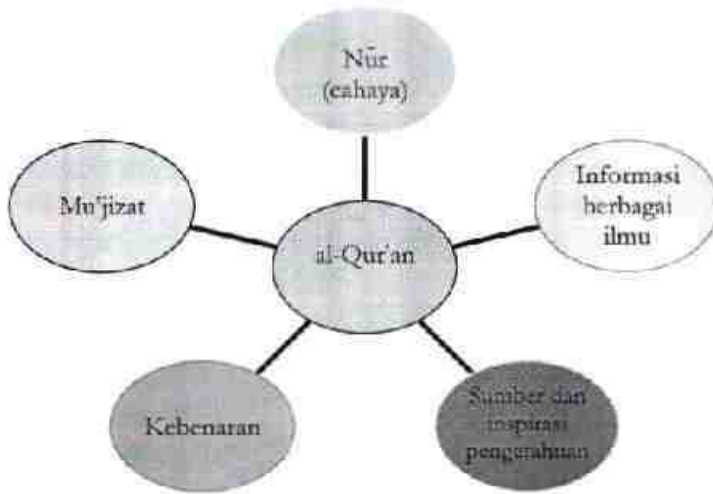 Nūr
(cahaya)
Mu'jizat
Informasi
berbagai
ilmu
al-Qur'an
Kebenaran
Sumber dan
inspirasi
pengetahuan